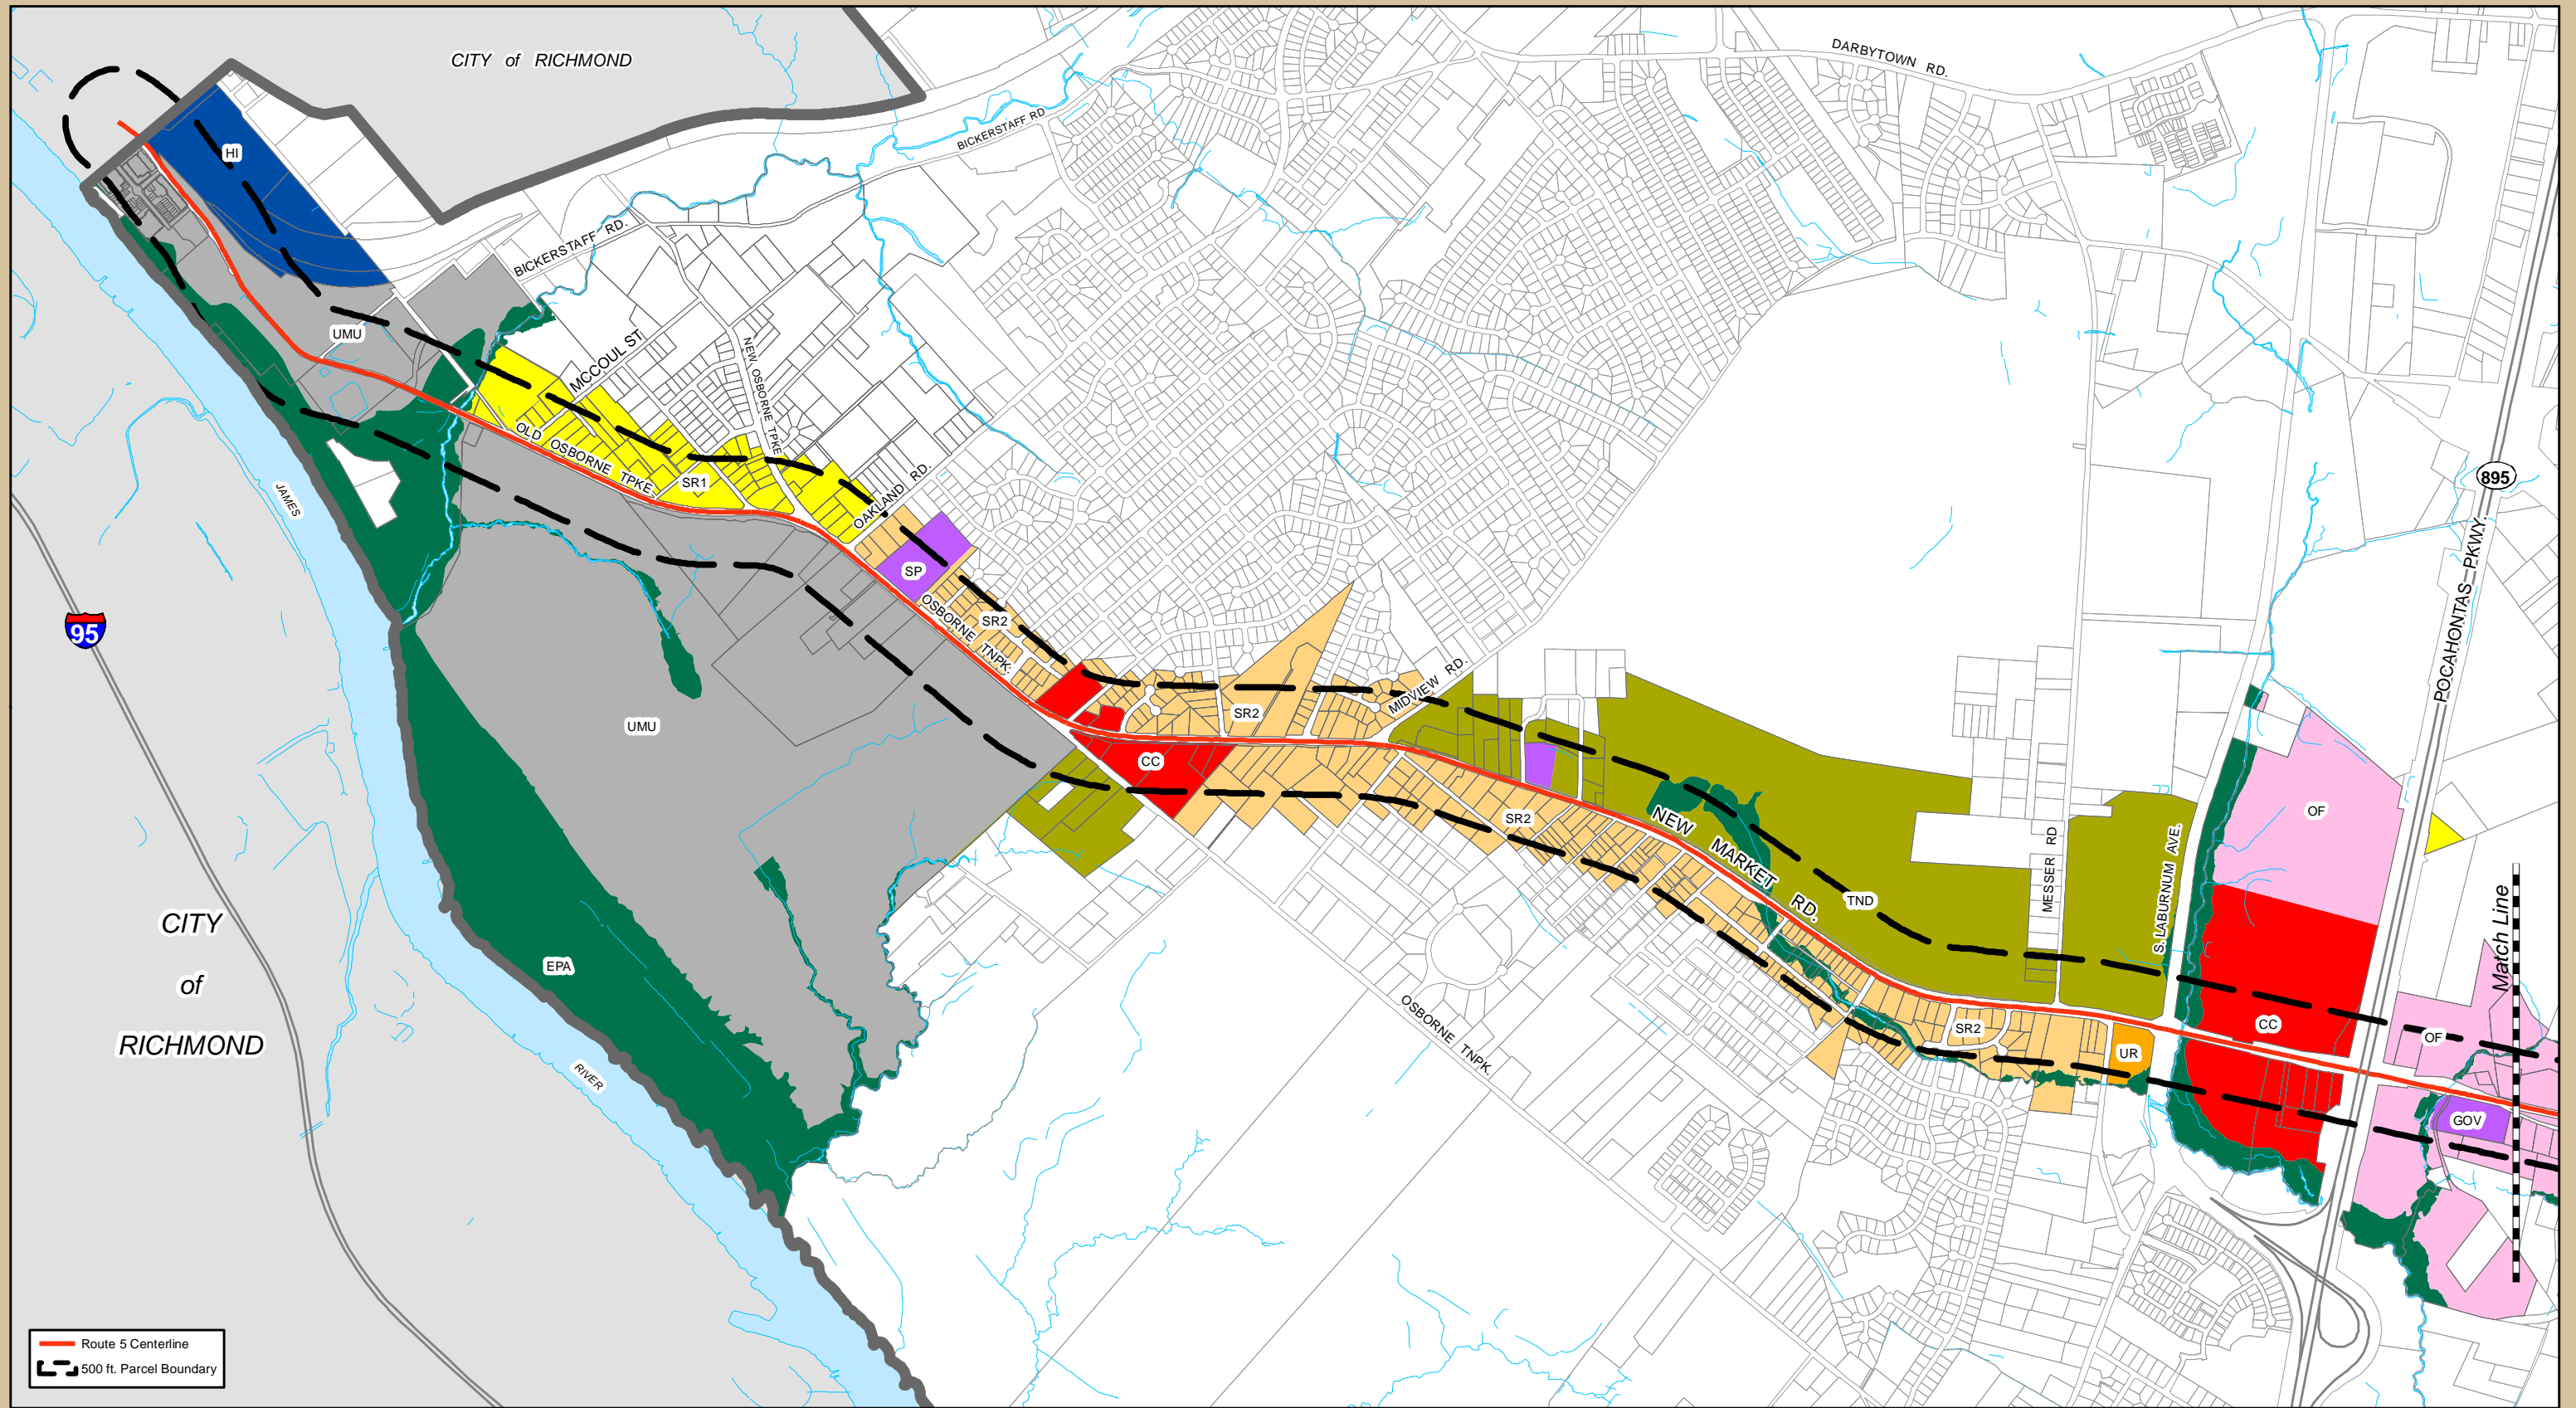 CITY of RICHMOND
DARBYTOWN RD.
BICKERSTAFF RD
HI
BICKERSTAFF RD.
UMU
MCCOUL ST.
NEW OSBORNE TPKE
OLD OSBORNE TPKE.
SR1
OAKLAND RD.
895
POCAHONTAS PKWY.
JAMES
SP
OSBORNE TNPK.
SR2
95
MIDVIEW RD.
SR2
UMU
CC
SR2
NEW MARKET RD.
OF
MESSER RD
S. LABURNUM AVE.
TND
Match Line
CITY
of
RICHMOND
EPA
OSBORNE TNPK.
SR2
CC
OF
UR
RIVER
GOV
Route 5 Centerline
500 ft. Parcel Boundary